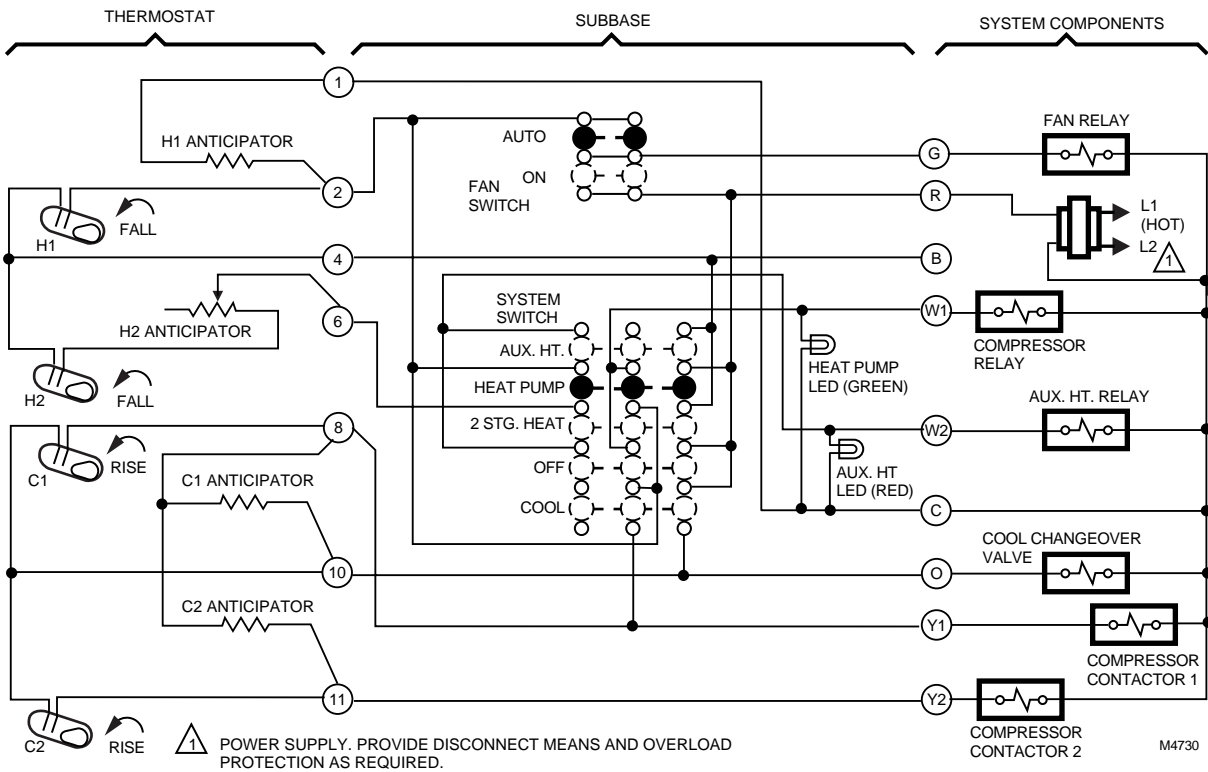 THERMOSTAT
SUBBASE
SYSTEM COMPONENTS
1
H1 ANTICIPATOR
2
H1
FALL
4
6
H2 ANTICIPATOR
H2
FALL
8
C1
RISE
C1 ANTICIPATOR
10
C2 ANTICIPATOR
11
C2
RISE
AUTO
ON
FAN
SWITCH
SYSTEM
SWITCH
AUX. HT.
HEAT PUMP
2 STG. HEAT
OFF
COOL
HEAT PUMP
LED (GREEN)
AUX. HT
LED (RED)
G
R
B
W1
W2
C
O
Y1
Y2
FAN RELAY
L1
(HOT)
L2
1
COMPRESSOR
RELAY
AUX. HT. RELAY
COOL CHANGEOVER
VALVE
COMPRESSOR
CONTACTOR 1
COMPRESSOR
CONTACTOR 2
1 POWER SUPPLY. PROVIDE DISCONNECT MEANS AND OVERLOAD
PROTECTION AS REQUIRED.
M4730